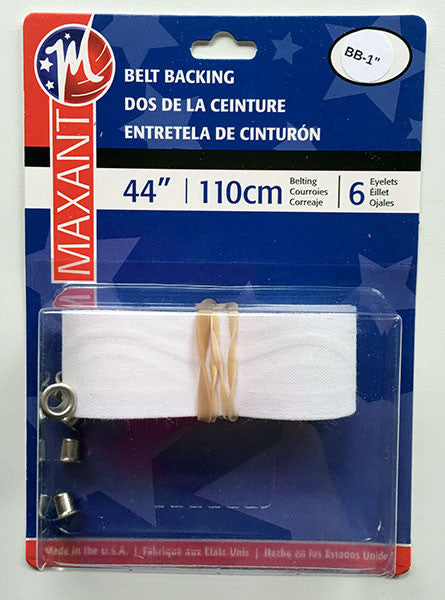 M
BB-1"
BELT BACKING
DOS DE LA CEINTURE
ENTRETELA DE CINTURÓN
MAXANT
44" | 110cm Belting Courroies Correaje | 6 Eyelets Éillet Ojales
Made in the U.S.A. | Fabriqué aux États Unis | Hecho en los Estados Unidos